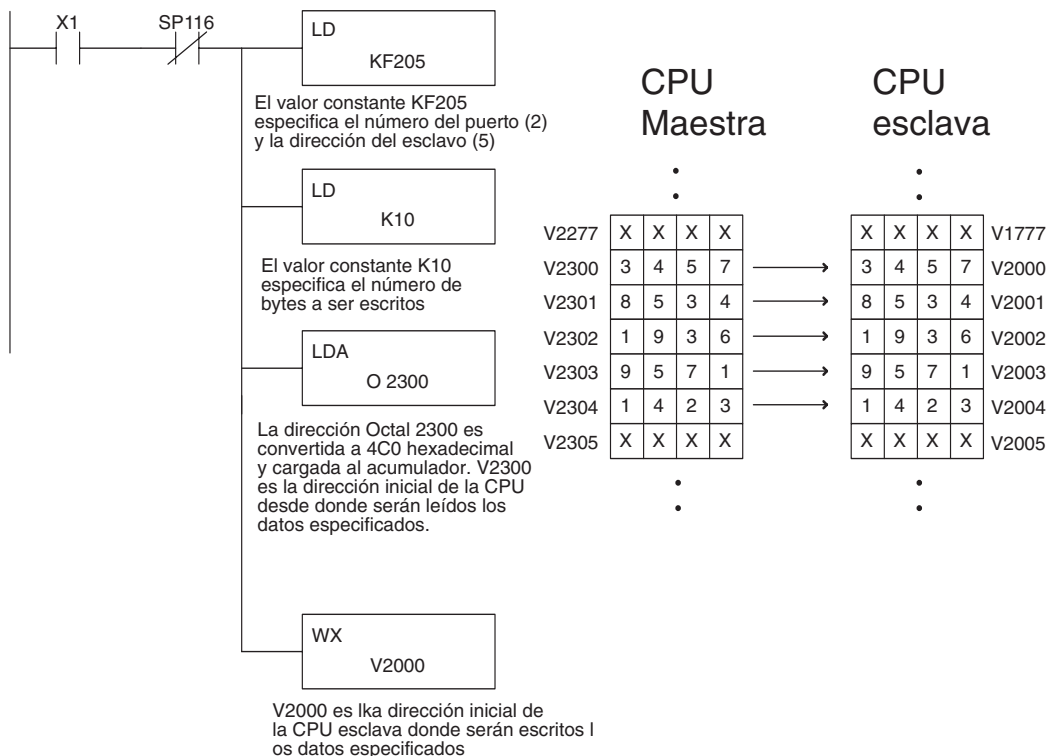 X1
SP116
LD
KF205
El valor constante KF205
especifica el número del puerto (2)
y la dirección del esclavo (5)
LD
K10
El valor constante K10
especifica el número de
bytes a ser escritos
LDA
O 2300
La dirección Octal 2300 es
convertida a 4C0 hexadecimal
y cargada al acumulador. V2300
es la dirección inicial de la CPU
desde donde serán leídos los
datos especificados.
WX
V2000
V2000 es lka dirección inicial de
la CPU esclava donde serán escritos l
os datos especificados
CPU
Maestra
CPU
esclava
V2277 X X X X X X X X V1777
V2300 3 4 5 7 3 4 5 7 V2000
V2301 8 5 3 4 8 5 3 4 V2001
V2302 1 9 3 6 1 9 3 6 V2002
V2303 9 5 7 1 9 5 7 1 V2003
V2304 1 4 2 3 1 4 2 3 V2004
V2305 X X X X X X X X V2005